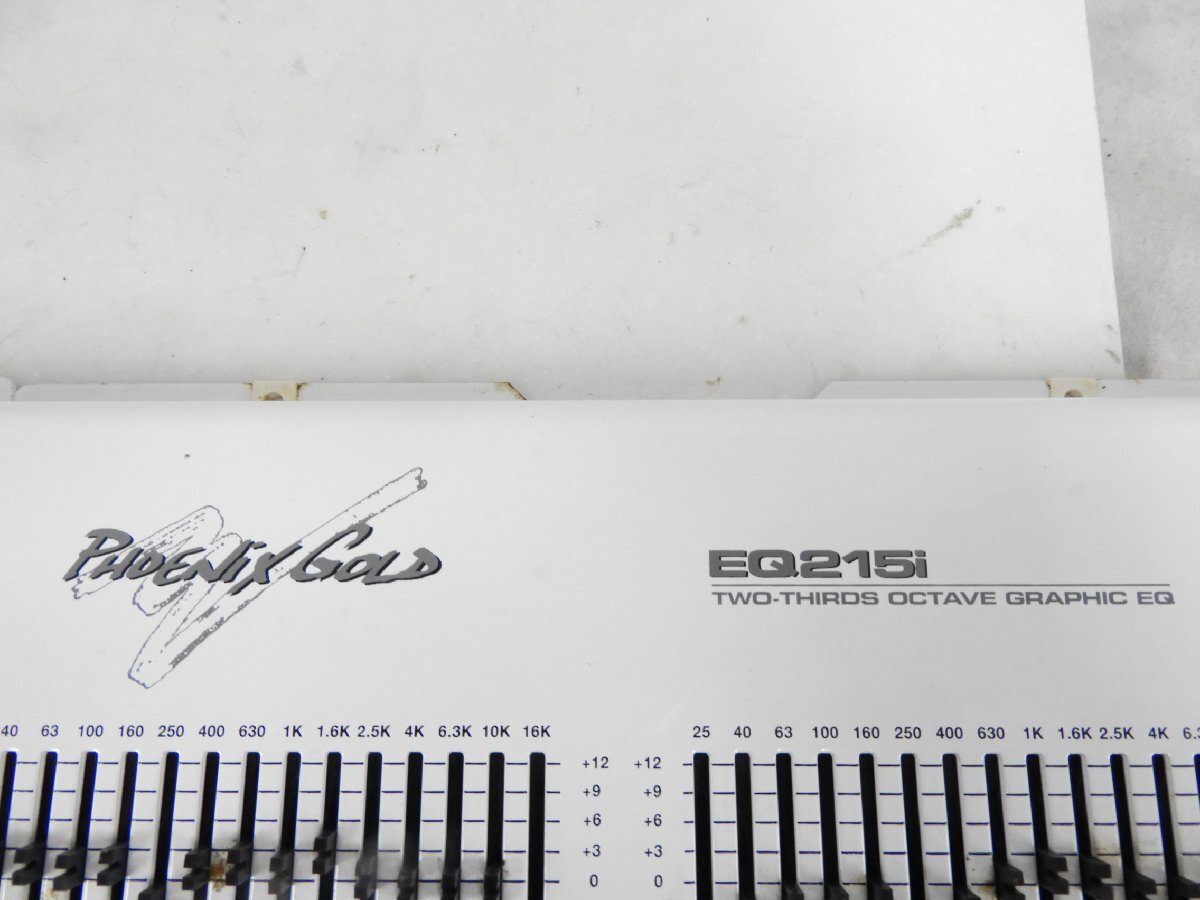 PHOENIX GOLD
EQ215i
TWO-THIRDS OCTAVE GRAPHIC EQ
40 63 100 160 250 400 630 1K 1.6K 2.5K 4K 6.3K 10K 16K
25 40 63 100 160 250 400 630 1K 1.6K 2.5K 4K 6.3
+12 +12
+9 +9
+6 +6
+3 +3
0 0